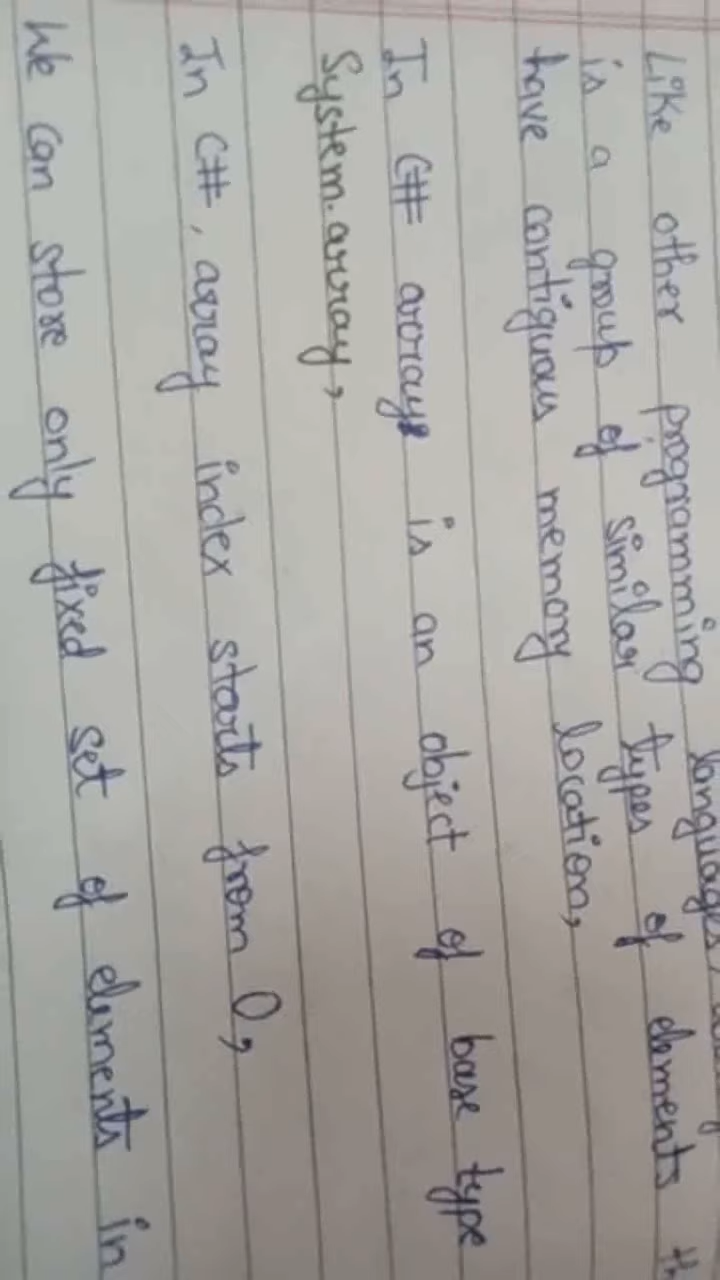 Like other programming languages,
is a group of similar types of elements
have contiguous memory location,
In C# array is an object of base type
System.array,
In C#, array index starts from 0,
We can store only fixed set of elements in